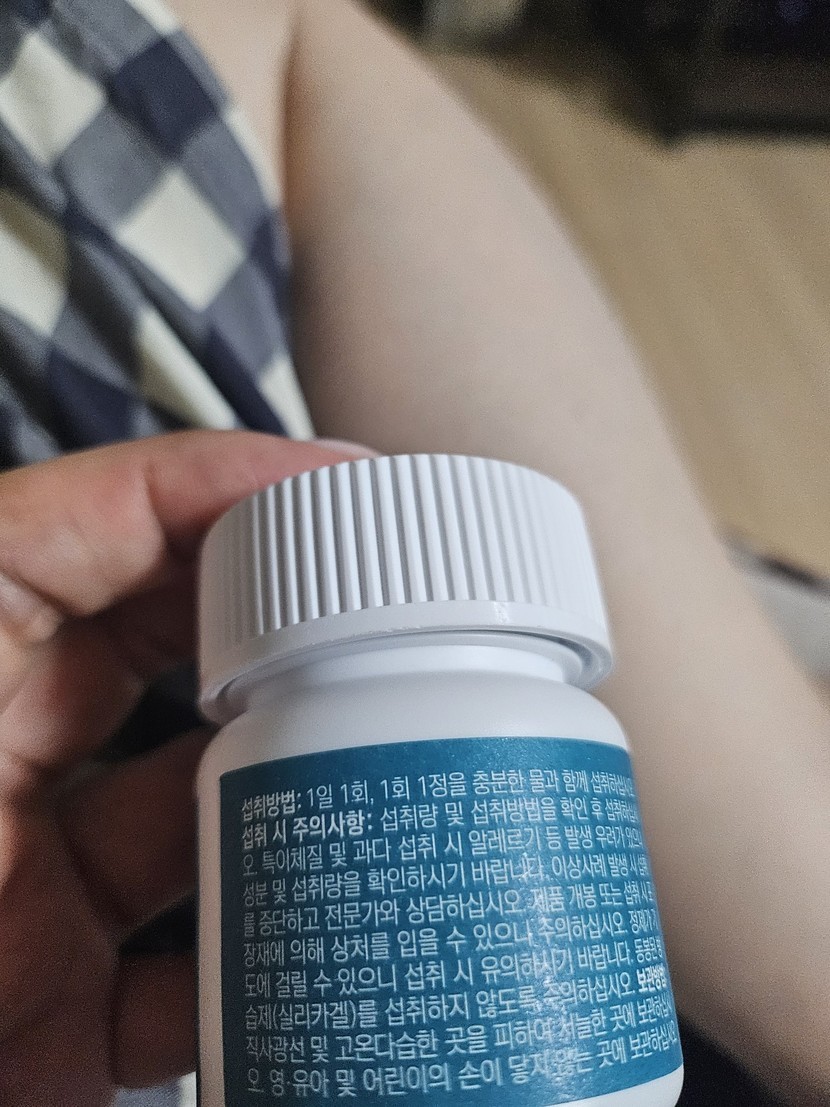 섭취방법: 1일 1회, 1회 1정을 충분한 물과 함께 섭취하십시오
섭취 시 주의사항: 섭취량 및 섭취방법을 확인 후 섭취하십시
오. 특이체질 및 과다 섭취 시 알레르기 등 발생 우려가 있으니
성분 및 섭취량을 확인하시기 바랍니다. 이상사례 발생 시 섭취
를 중단하고 전문가와 상담하십시오. 제품 개봉 또는 섭취 시 포
장재에 의해 상처를 입을 수 있으니 주의하십시오. 정제가
도에 걸릴 수 있으니 섭취 시 유의하시기 바랍니다. 동봉된
습제(실리카겔)를 섭취하지 않도록 주의하십시오. 보관방법:
직사광선 및 고온다습한 곳을 피하여 서늘한 곳에 보관하십시
오. 영·유아 및 어린이의 손이 닿지 않는 곳에 보관하십시오